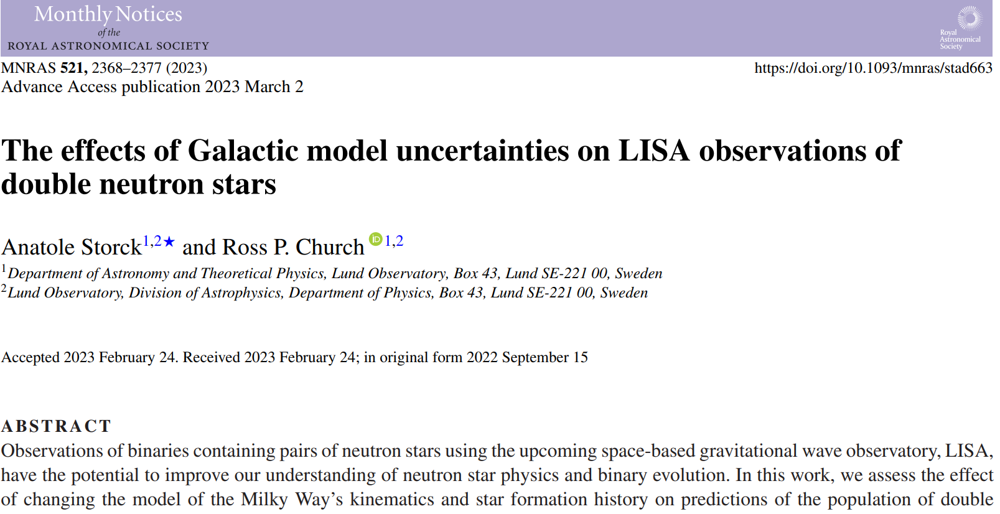 Monthly Notices
of the
ROYAL ASTRONOMICAL SOCIETY
Royal
Astronomical
Society
MNRAS 521, 2368–2377 (2023)
https://doi.org/10.1093/mnras/stad663
Advance Access publication 2023 March 2
The effects of Galactic model uncertainties on LISA observations of
double neutron stars
Anatole Storck1,2★ and Ross P. Church iD 1,2
1Department of Astronomy and Theoretical Physics, Lund Observatory, Box 43, Lund SE-221 00, Sweden
2Lund Observatory, Division of Astrophysics, Department of Physics, Box 43, Lund SE-221 00, Sweden
Accepted 2023 February 24. Received 2023 February 24; in original form 2022 September 15
ABSTRACT
Observations of binaries containing pairs of neutron stars using the upcoming space-based gravitational wave observatory, LISA,
have the potential to improve our understanding of neutron star physics and binary evolution. In this work, we assess the effect
of changing the model of the Milky Way’s kinematics and star formation history on predictions of the population of double